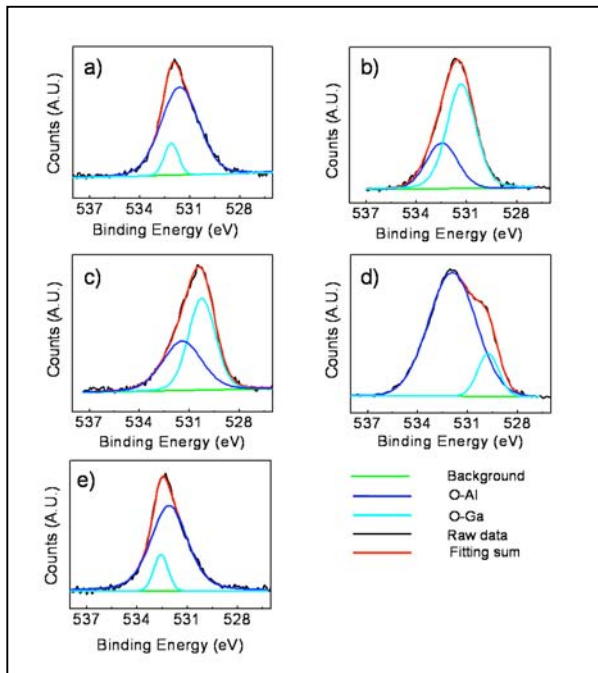 a)
Counts (A.U.)
537 534 531 528
Binding Energy (eV)
b)
Counts (A.U.)
537 534 531 528
Binding Energy (eV)
c)
Counts (A.U.)
537 534 531 528
Binding Energy (eV)
d)
Counts (A.U.)
537 534 531 528
Binding Energy (eV)
e)
Counts (A.U.)
537 534 531 528
Binding Energy (eV)
Background
O-Al
O-Ga
Raw data
Fitting sum